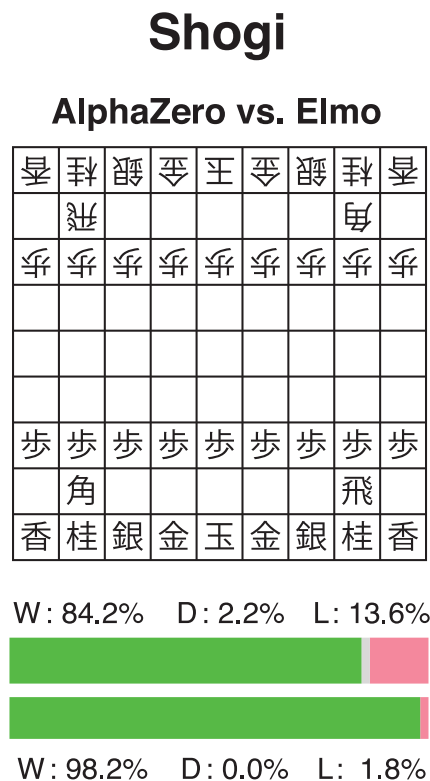 Shogi
AlphaZero vs. Elmo
香桂銀金玉金銀桂香
飛角
歩歩歩歩歩歩歩歩歩
歩歩歩歩歩歩歩歩歩
角飛
香桂銀金玉金銀桂香
W: 84.2% D: 2.2% L: 13.6%
W: 98.2% D: 0.0% L: 1.8%